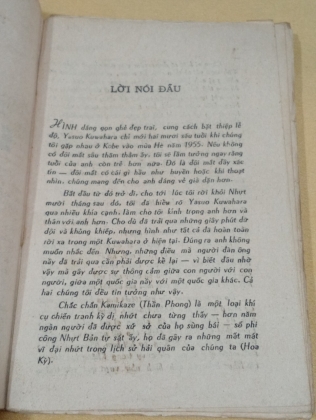 LỜI NÓI ĐẦU
HÌNH dáng gọn ghẽ đẹp trai, cung cách bặt thiệp lễ
độ, Yasuo Kuwahara chỉ mới hai mươi sáu tuổi khi chúng
tôi gặp nhau ở Kobe vào mùa Hè năm 1955. Nếu không
có đôi mắt sâu thăm thẳm ấy, tôi sẽ lầm tưởng ngay rằng
tuổi của anh còn trẻ hơn nữa. Đó là đôi mắt đầy xác
tín — đôi mắt có cái gì hầu như huyền hoặc khi thoạt
nhìn, chúng mang đến cho anh dáng vẻ già dặn hơn...
Bắt đầu từ đó trở đi, cho tới lúc tôi rời khỏi Nhựt
mười tháng sau đó, tôi đã hiểu rõ Yasuo Kuwahara
qua nhiều khía cạnh, làm cho tôi kính trọng anh hơn và
thân với anh hơn. Cho dù đã trải qua những giây phút dữ
dội và khủng khiếp, nhưng hình như tất cả đã hoàn toàn
rời xa trong một Kuwahara ở hiện tại. Đúng ra anh không
muốn nhắc đến. Nhưng, những điều mà người đàn ông
nầy đã trải qua cần phải được kể lại — vì biết đâu nhờ
vậy mà gây được sự thông cảm giữa con người với con
người, giữa một quốc gia nầy với một quốc gia khác. Cả
hai chúng tôi đều tin tưởng như vậy.
Chắc chắn Kamikaze (Thần Phong) là một loại khí
cụ chiến tranh kỳ dị nhứt chưa từng thấy — hơn năm
ngàn người đã được xứ sở của họ sùng bái — số phi
công Nhựt Bản tự sát ấy, họ đã gây ra những mất mát
vĩ đại nhứt trong lịch sử hải quân của chúng ta (Hoa
Kỳ).